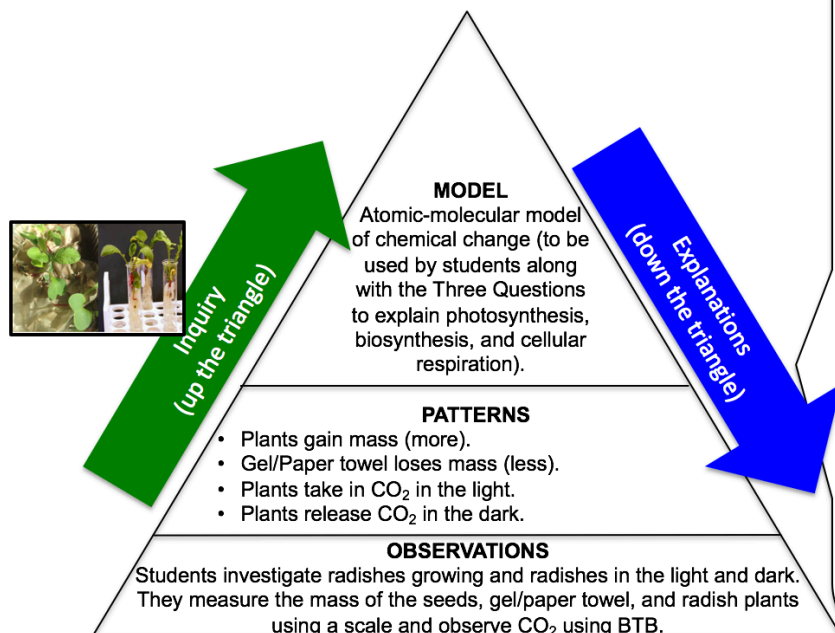 MODEL
Atomic-molecular model
of chemical change (to be
used by students along
with the Three Questions
to explain photosynthesis,
biosynthesis, and cellular
respiration).
Inquiry
(up the triangle)
Explanations
(down the triangle)
PATTERNS
• Plants gain mass (more).
• Gel/Paper towel loses mass (less).
• Plants take in CO₂ in the light.
• Plants release CO₂ in the dark.
OBSERVATIONS
Students investigate radishes growing and radishes in the light and dark.
They measure the mass of the seeds, gel/paper towel, and radish plants
using a scale and observe CO₂ using BTB.